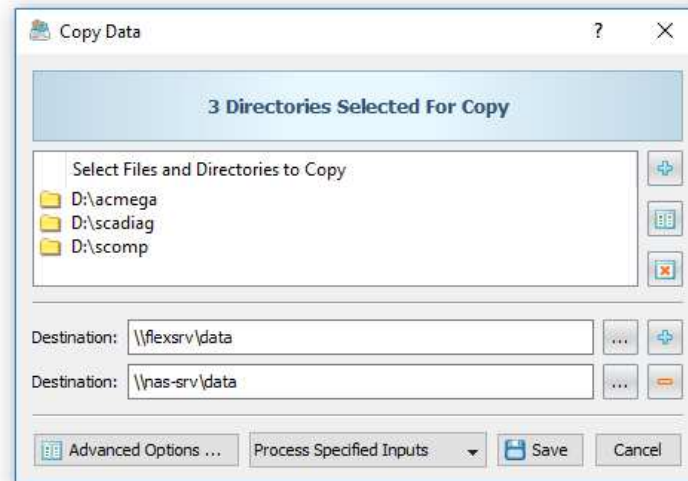 Copy Data ?
3 Directories Selected For Copy
Select Files and Directories to Copy
D:\acmega
D:\scadiag
D:\scomp
Destination: \\flexsrv\data ...
Destination: \\nas-srv\data ...
Advanced Options ... Process Specified Inputs Save Cancel